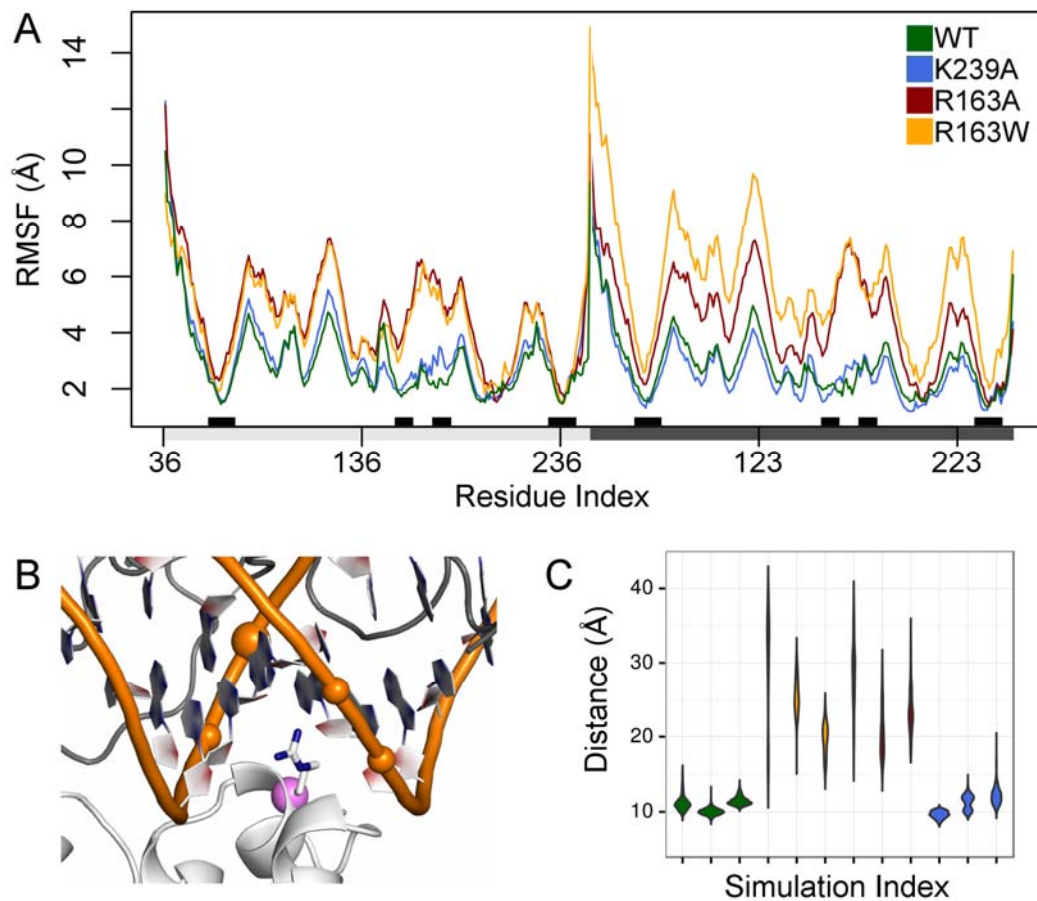 A
RMSF (Å)
14
10
8
6
4
2
WT
K239A
R163A
R163W
36
136
236
123
223
Residue Index
B
C
Distance (Å)
40
30
20
10
Simulation Index